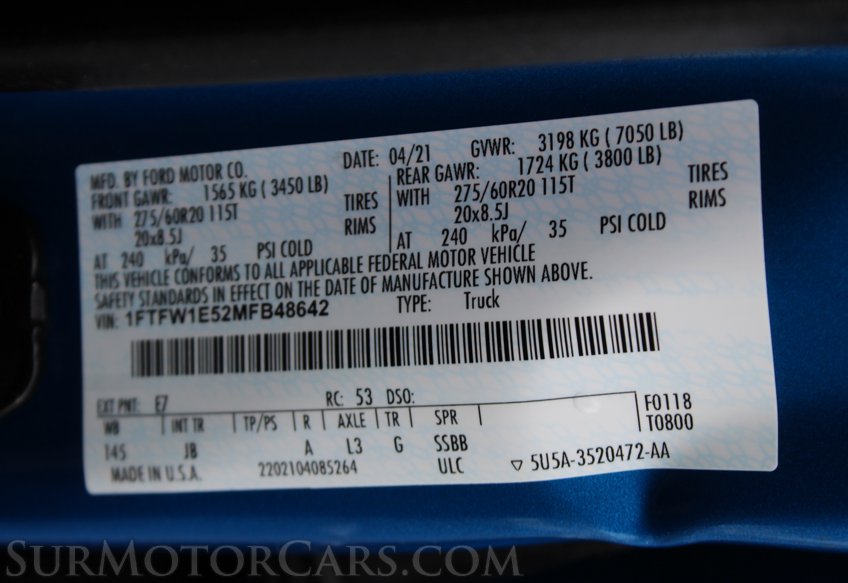 MFD. BY FORD MOTOR CO. DATE: 04/21 GVWR: 3198 KG ( 7050 LB)
FRONT GAWR: 1565 KG ( 3450 LB) REAR GAWR: 1724 KG ( 3800 LB)
WITH 275/60R20 115T TIRES WITH 275/60R20 115T TIRES
20x8.5J RIMS 20x8.5J RIMS
AT 240 kPa/ 35 PSI COLD AT 240 kPa/ 35 PSI COLD
THIS VEHICLE CONFORMS TO ALL APPLICABLE FEDERAL MOTOR VEHICLE
SAFETY STANDARDS IN EFFECT ON THE DATE OF MANUFACTURE SHOWN ABOVE.
VIN: 1FTFW1E52MFB48642 TYPE: Truck
EXT PNT: E7 RC: 53 DSO: F0118
WB INT TR TP/PS R AXLE TR SPR T0800
145 JB A L3 G SSBB
MADE IN U.S.A. 2202104085264 ULC ▽ 5U5A-3520472-AA
SURMOTORCARS.COM